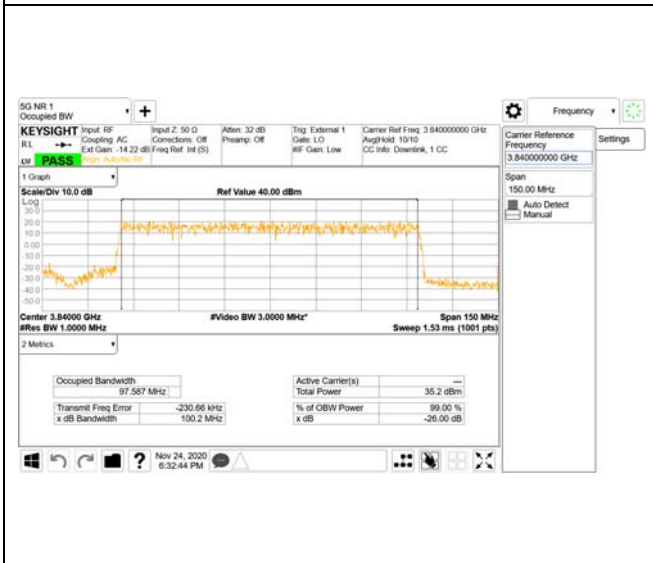 5G NR 1
Occupied BW
+
Frequency
KEYSIGHT Input: RF Input Z: 50 Ω Atten: 32 dB Trig: External 1 Carrier Ref Freq: 3.840000000 GHz
RL Coupling: AC Corrections: Off Preamp: Off Gate: LO Avg|Hold: 10/10
Ext Gain: -14.22 dB Freq Ref: Int (S) #IF Gain: Low CC Info: Downlink, 1 CC
PASS Align: Auto/No RF
Carrier Reference
Frequency
3.840000000 GHz
Settings
Span
150.00 MHz
Auto Detect
Manual
1 Graph
Scale/Div 10.0 dB Ref Value 40.00 dBm
Log
30.0
20.0
10.0
0.00
-10.0
-20.0
-30.0
-40.0
-50.0
Center 3.84000 GHz #Video BW 3.0000 MHz* Span 150 MHz
#Res BW 1.0000 MHz Sweep 1.53 ms (1001 pts)
2 Metrics
Occupied Bandwidth Active Carrier(s) ---
97.587 MHz Total Power 35.2 dBm
Transmit Freq Error -230.66 kHz % of OBW Power 99.00 %
x dB Bandwidth 100.2 MHz x dB -26.00 dB
? Nov 24, 2020
6:32:44 PM